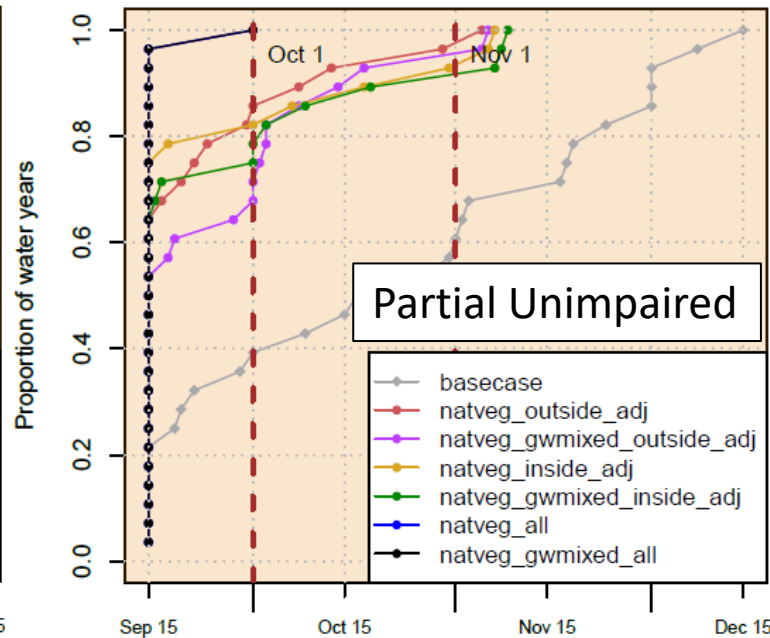 1.0
0.8
0.6
0.4
0.2
0.0
Proportion of water years
Oct 1
Nov 1
Partial Unimpaired
basecase
natveg_outside_adj
natveg_gwmixed_outside_adj
natveg_inside_adj
natveg_gwmixed_inside_adj
natveg_all
natveg_gwmixed_all
5
Sep 15
Oct 15
Nov 15
Dec 15